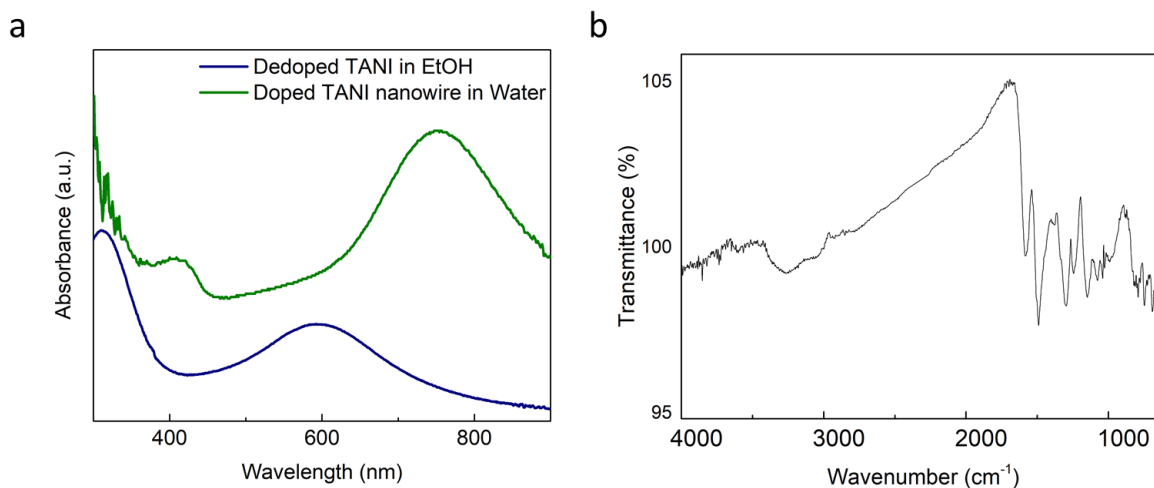 a
Dedoped TANI in EtOH
Doped TANI nanowire in Water
Absorbance (a.u.)
400
600
800
Wavelength (nm)
b
105
100
95
Transmittance (%)
4000
3000
2000
1000
Wavenumber (cm⁻¹)